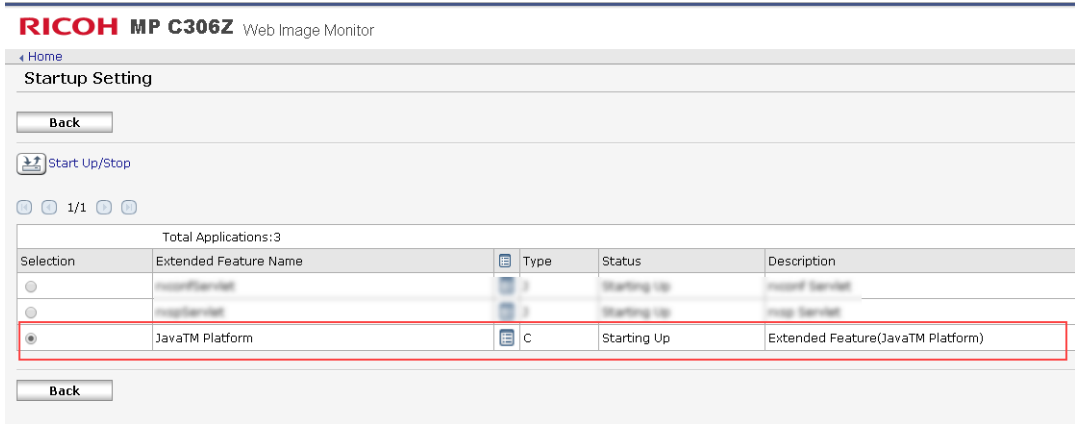 RICOH MP C306Z Web Image Monitor
Home
Startup Setting
Back
Start Up/Stop
1/1
Total Applications:3
Selection Extended Feature Name Type Status Description
JavaTM Platform C Starting Up Extended Feature(JavaTM Platform)
Back